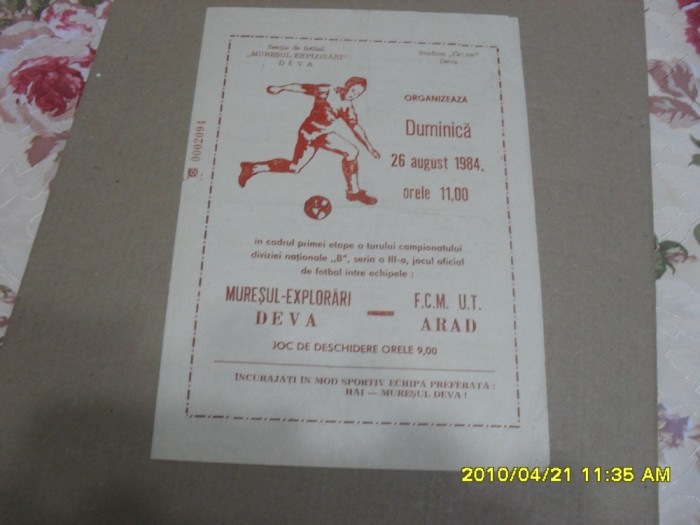 Secția de fotbal
„MUREȘUL EXPLORĂRI”
DEVA
Stadion „Cetate”
Deva
ORGANIZEAZĂ
Duminică
26 august 1984,
orele 11,00
0002094
în cadrul primei etape a turului campionatului
diviziei naționale „B”, seria a III-a, jocul oficial
de fotbal între echipele :
MUREȘUL-EXPLORĂRI — F.C.M. U.T.
DEVA ARAD
JOC DE DESCHIDERE ORELE 9,00
ÎNCURAJAȚI ÎN MOD SPORTIV ECHIPA PREFERATĂ :
HAI — MUREȘUL DEVA !
2010/04/21 11:35 AM